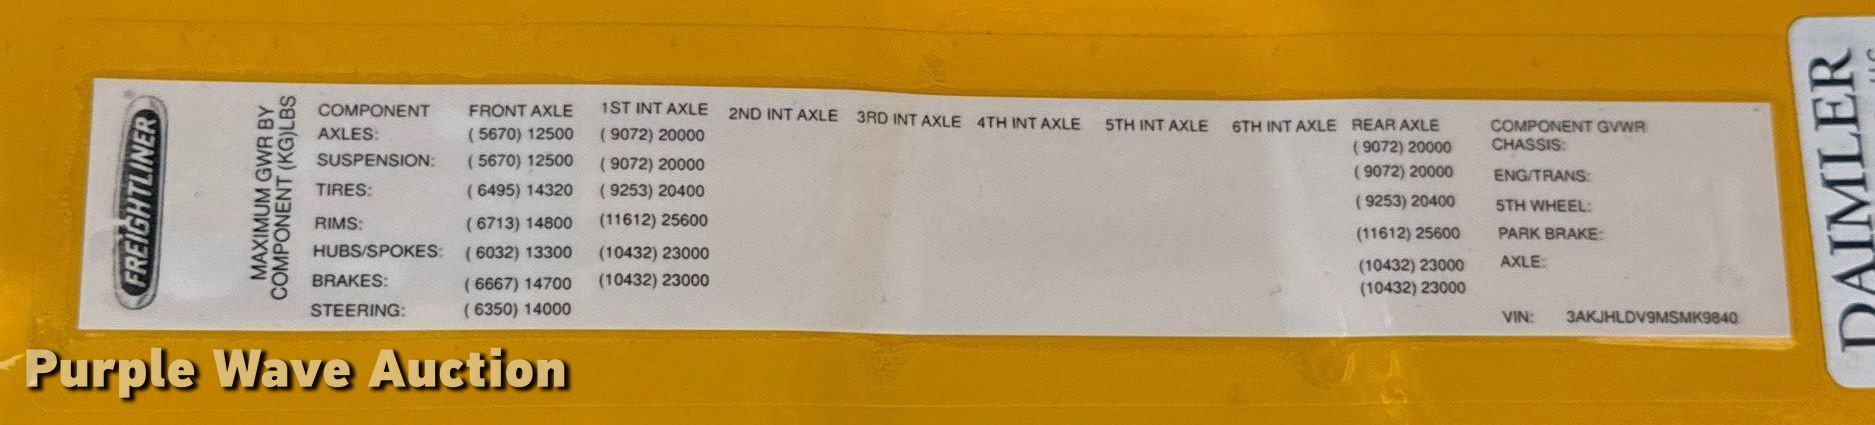 FREIGHTLINER
MAXIMUM GWR BY
COMPONENT (KG)LBS
COMPONENT FRONT AXLE 1ST INT AXLE 2ND INT AXLE 3RD INT AXLE 4TH INT AXLE 5TH INT AXLE 6TH INT AXLE REAR AXLE COMPONENT GVWR
AXLES: ( 5670) 12500 ( 9072) 20000 ( 9072) 20000 CHASSIS:
SUSPENSION: ( 5670) 12500 ( 9072) 20000 ( 9072) 20000 ENG/TRANS:
TIRES: ( 6495) 14320 ( 9253) 20400 ( 9253) 20400 5TH WHEEL:
RIMS: ( 6713) 14800 (11612) 25600 (11612) 25600 PARK BRAKE:
HUBS/SPOKES: ( 6032) 13300 (10432) 23000 (10432) 23000 AXLE:
BRAKES: ( 6667) 14700 (10432) 23000 (10432) 23000
STEERING: ( 6350) 14000 VIN: 3AKJHLDV9MSMK9840
DAIMLER
Purple Wave Auction